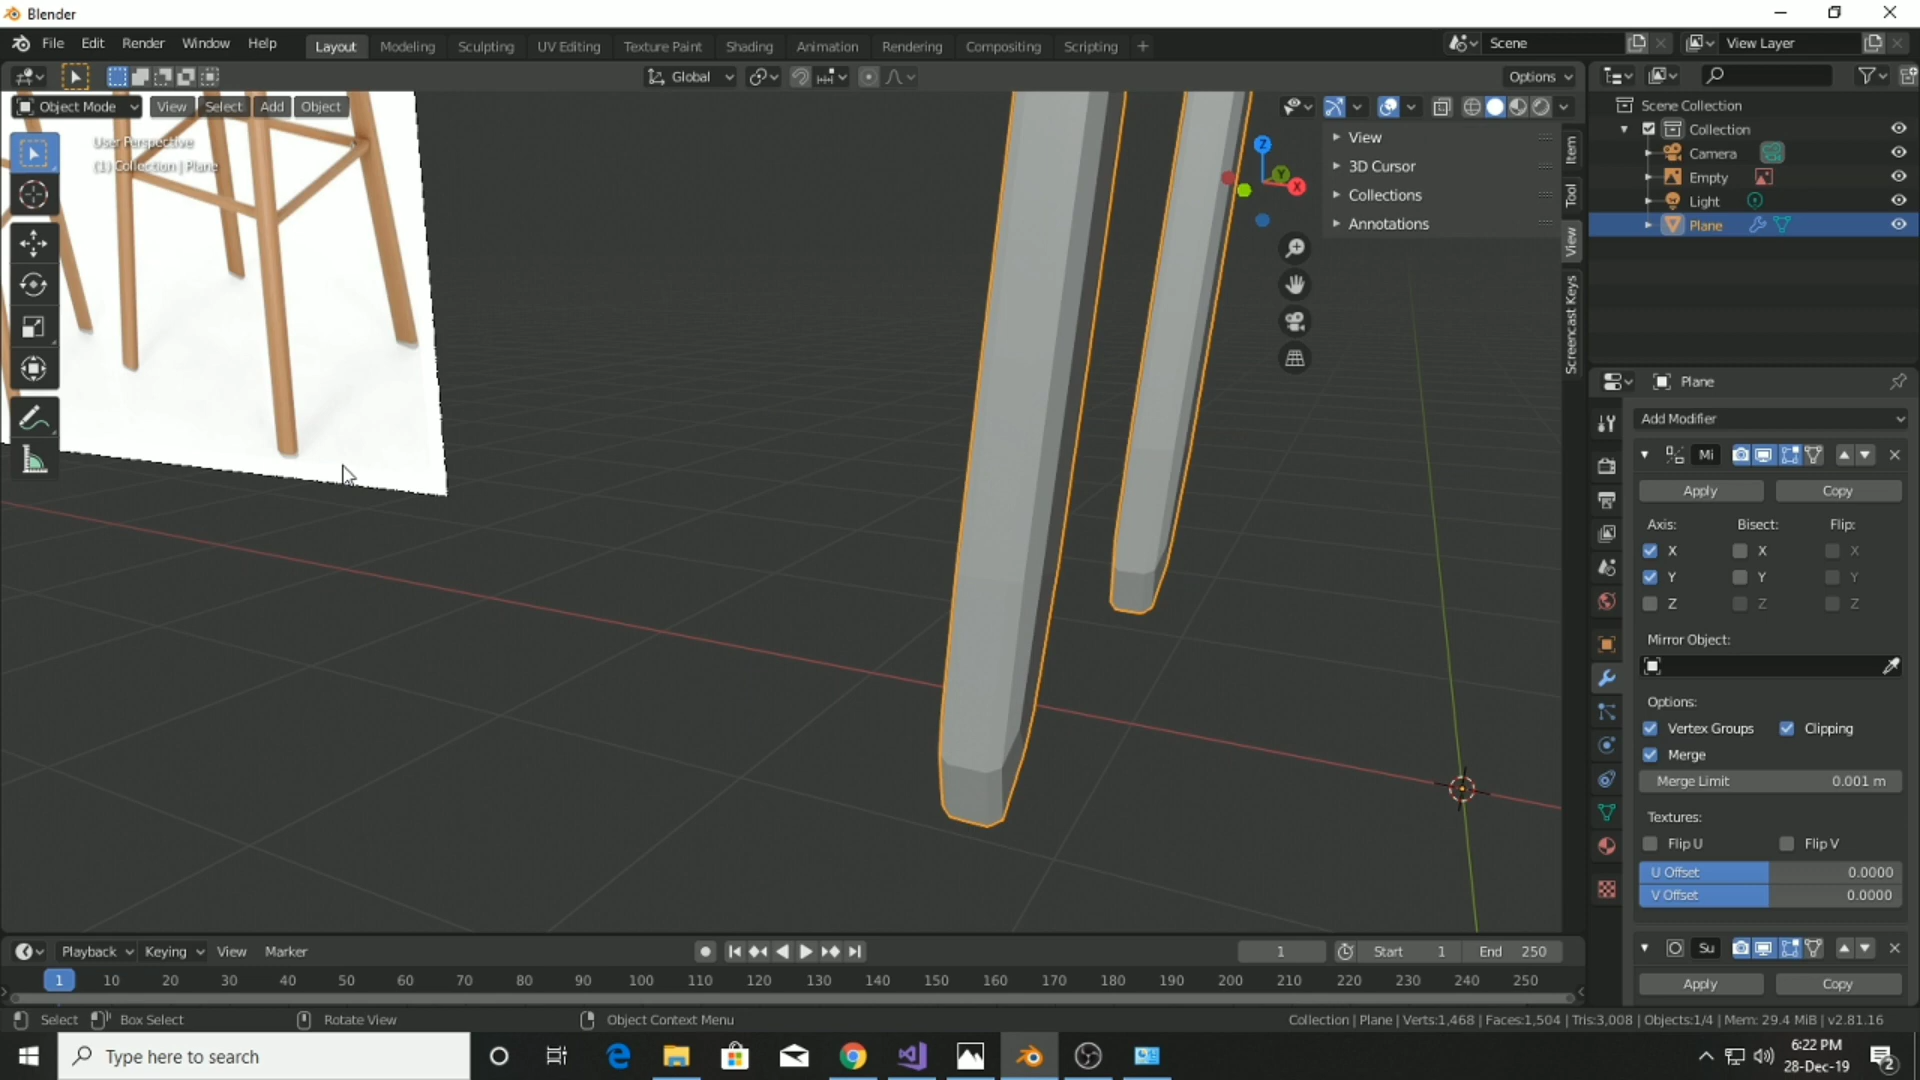 Blender
File Edit Render Window Help Layout Modeling Sculpting UV Editing Texture Paint Shading Animation Rendering Compositing Scripting + Scene View Layer
Global Options
Object Mode View Select Add Object
User Perspective
(1) Collection | Plane
View
3D Cursor
Collections
Annotations
Z
Y
X
Item
Tool
View
Screencast Keys
Scene Collection
Collection
Camera
Empty
Light
Plane
Plane
Add Modifier
Mi
Apply Copy
Axis: Bisect: Flip:
X X X
Y Y Y
Z Z Z
Mirror Object:
Options:
Vertex Groups Clipping
Merge
Merge Limit 0.001 m
Textures:
Flip U Flip V
U Offset 0.0000
V Offset 0.0000
Su
Apply Copy
Playback Keying View Marker 1 Start 1 End 250
1 10 20 30 40 50 60 70 80 90 100 110 120 130 140 150 160 170 180 190 200 210 220 230 240 250
Select Box Select Rotate View Object Context Menu Collection | Plane | Verts:1,468 | Faces:1,504 | Tris:3,008 | Objects:1/4 | Mem: 29.4 MiB | v2.81.16
Type here to search
6:22 PM
28-Dec-19
2